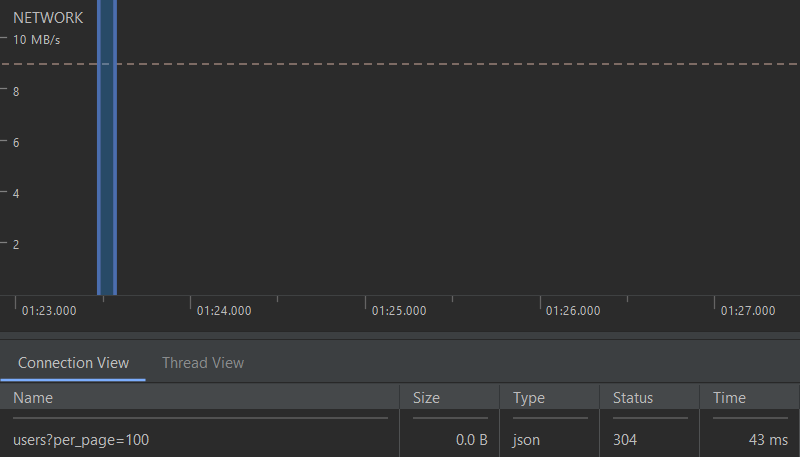 NETWORK
10 MB/s
8
6
4
2
01:23.000 01:24.000 01:25.000 01:26.000 01:27.000
Connection View Thread View
Name Size Type Status Time
users?per_page=100 0.0 B json 304 43 ms